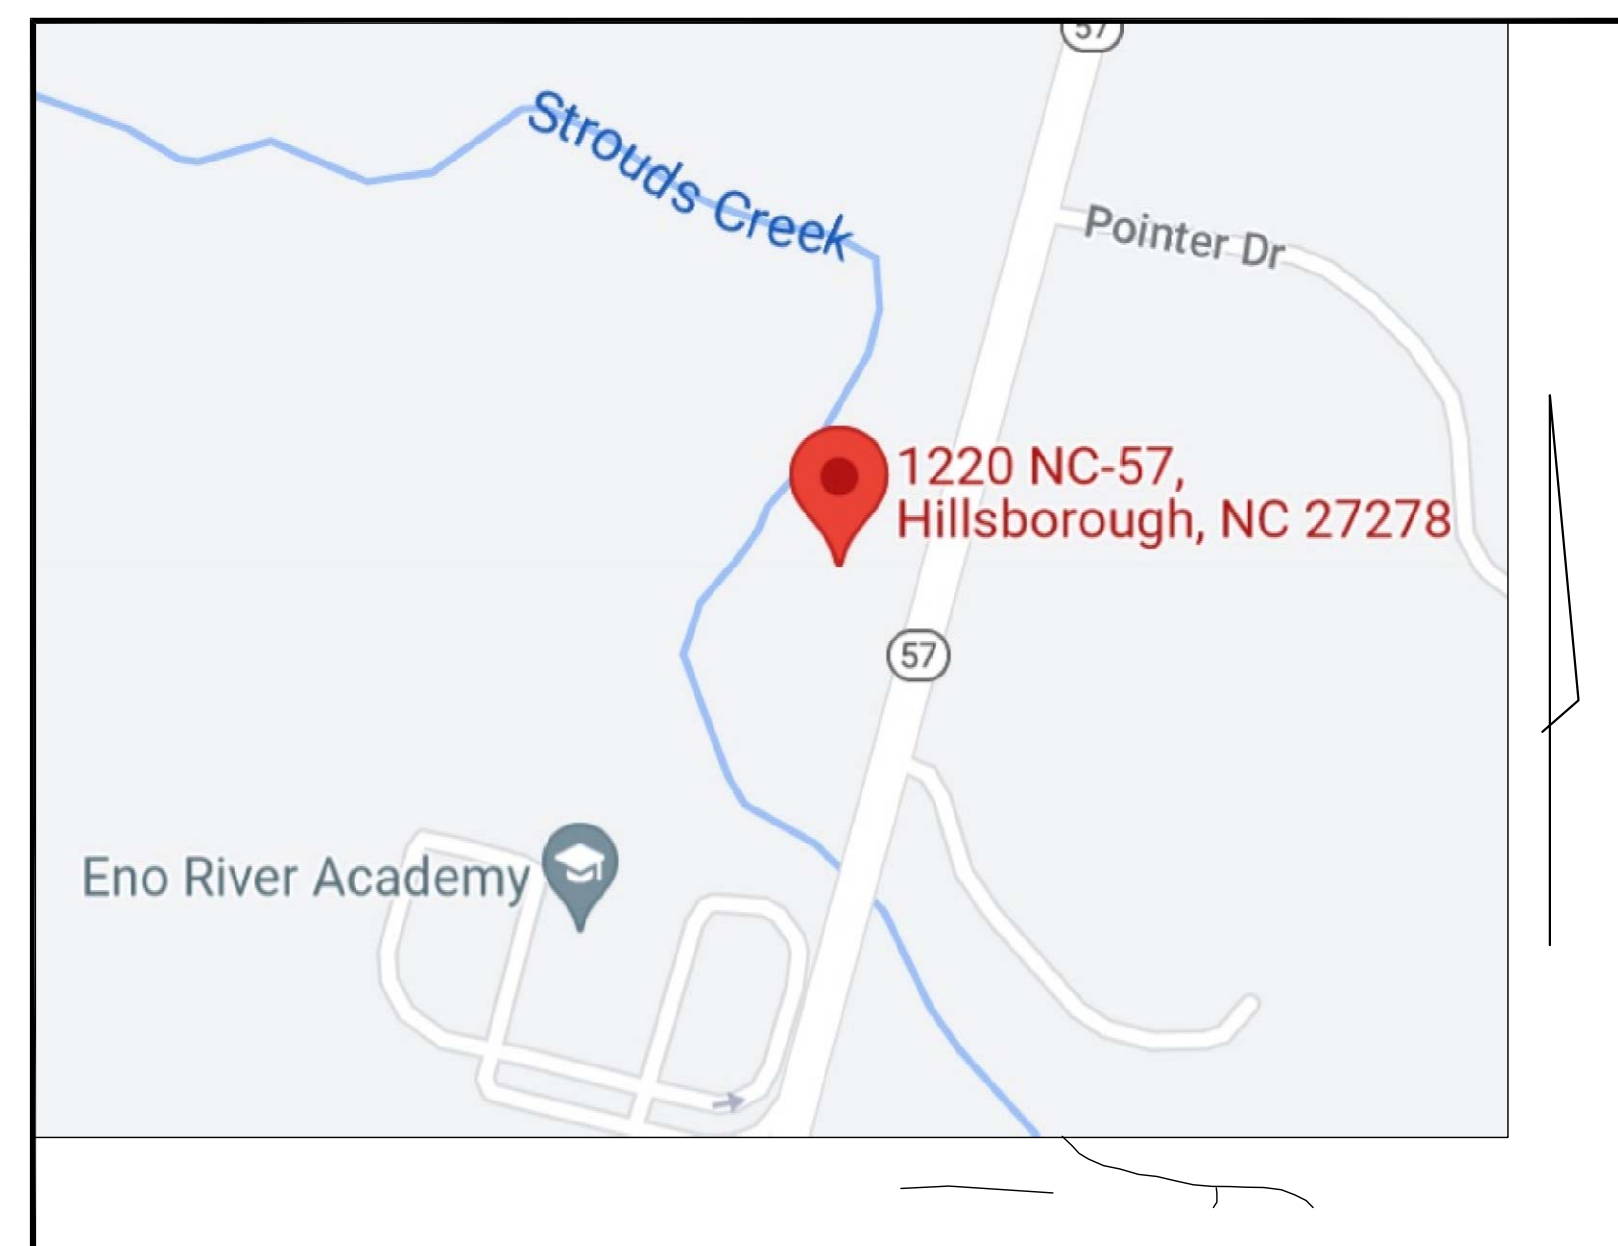 57
Strouds Creek
Pointer Dr
1220 NC-57,
Hillsborough, NC 27278
57
Eno River Academy